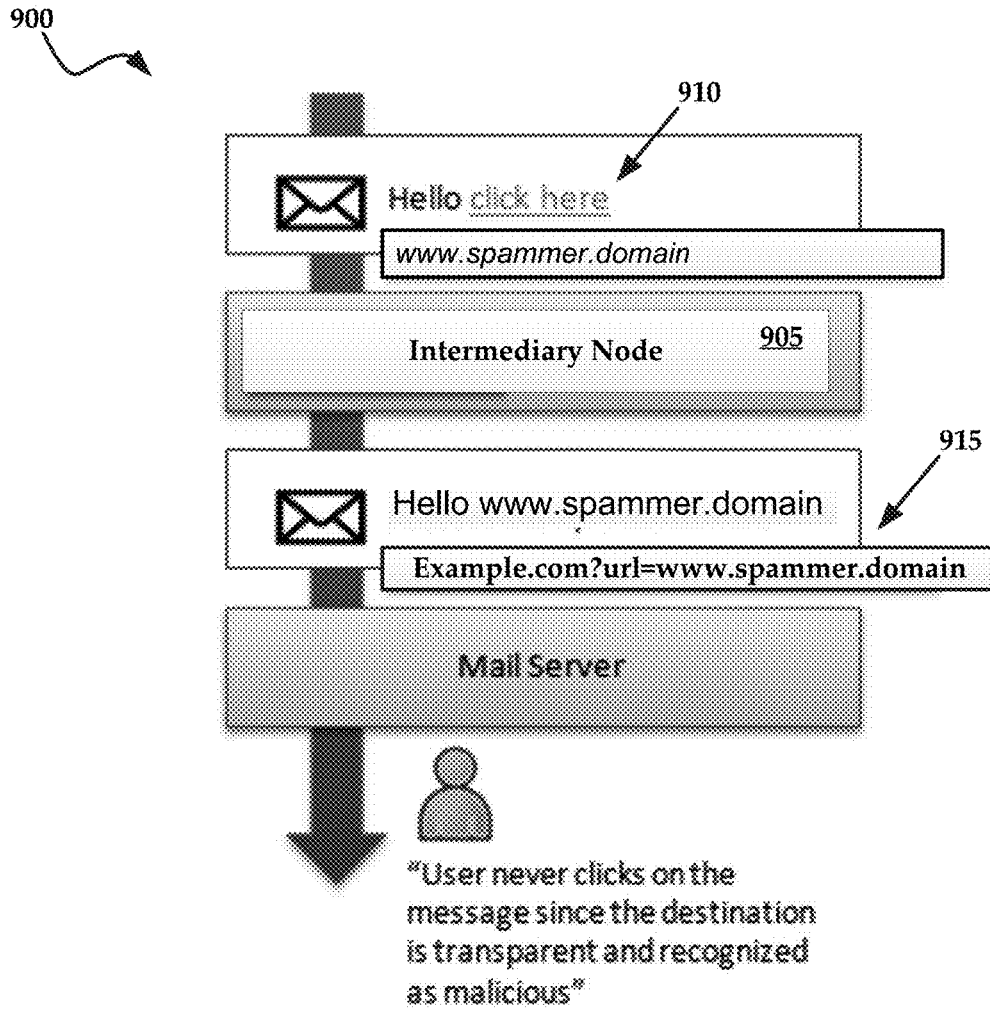 900
910
Hello click here
www.spammer.domain
Intermediary Node
905
915
Hello www.spammer.domain
Example.com?url=www.spammer.domain
Mail Server
"User never clicks on the
message since the destination
is transparent and recognized
as malicious"